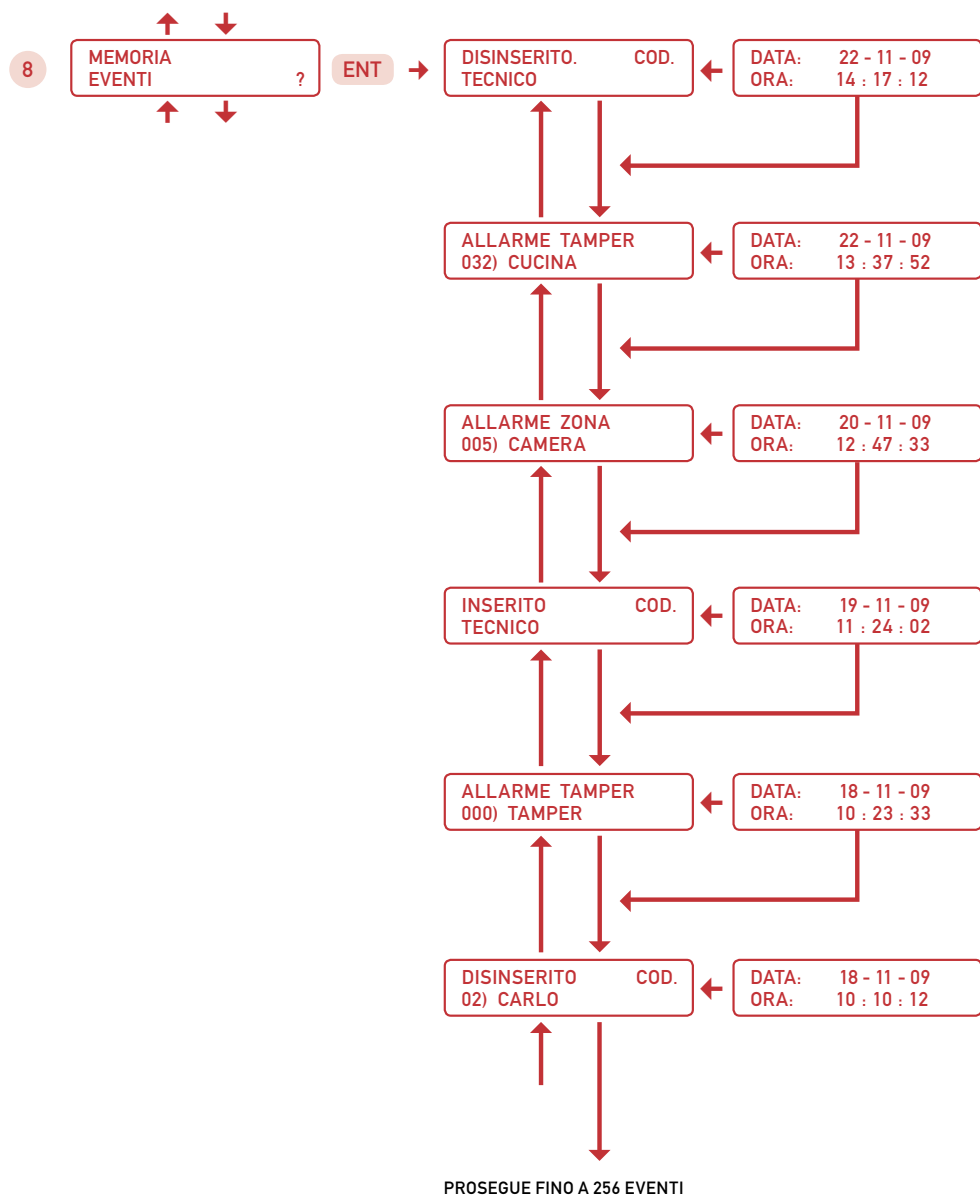 8
MEMORIA
EVENTI ?
ENT
DISINSERITO. COD.
TECNICO
DATA: 22 - 11 - 09
ORA: 14 : 17 : 12
ALLARME TAMPER
032) CUCINA
DATA: 22 - 11 - 09
ORA: 13 : 37 : 52
ALLARME ZONA
005) CAMERA
DATA: 20 - 11 - 09
ORA: 12 : 47 : 33
INSERITO COD.
TECNICO
DATA: 19 - 11 - 09
ORA: 11 : 24 : 02
ALLARME TAMPER
000) TAMPER
DATA: 18 - 11 - 09
ORA: 10 : 23 : 33
DISINSERITO COD.
02) CARLO
DATA: 18 - 11 - 09
ORA: 10 : 10 : 12
PROSEGUE FINO A 256 EVENTI